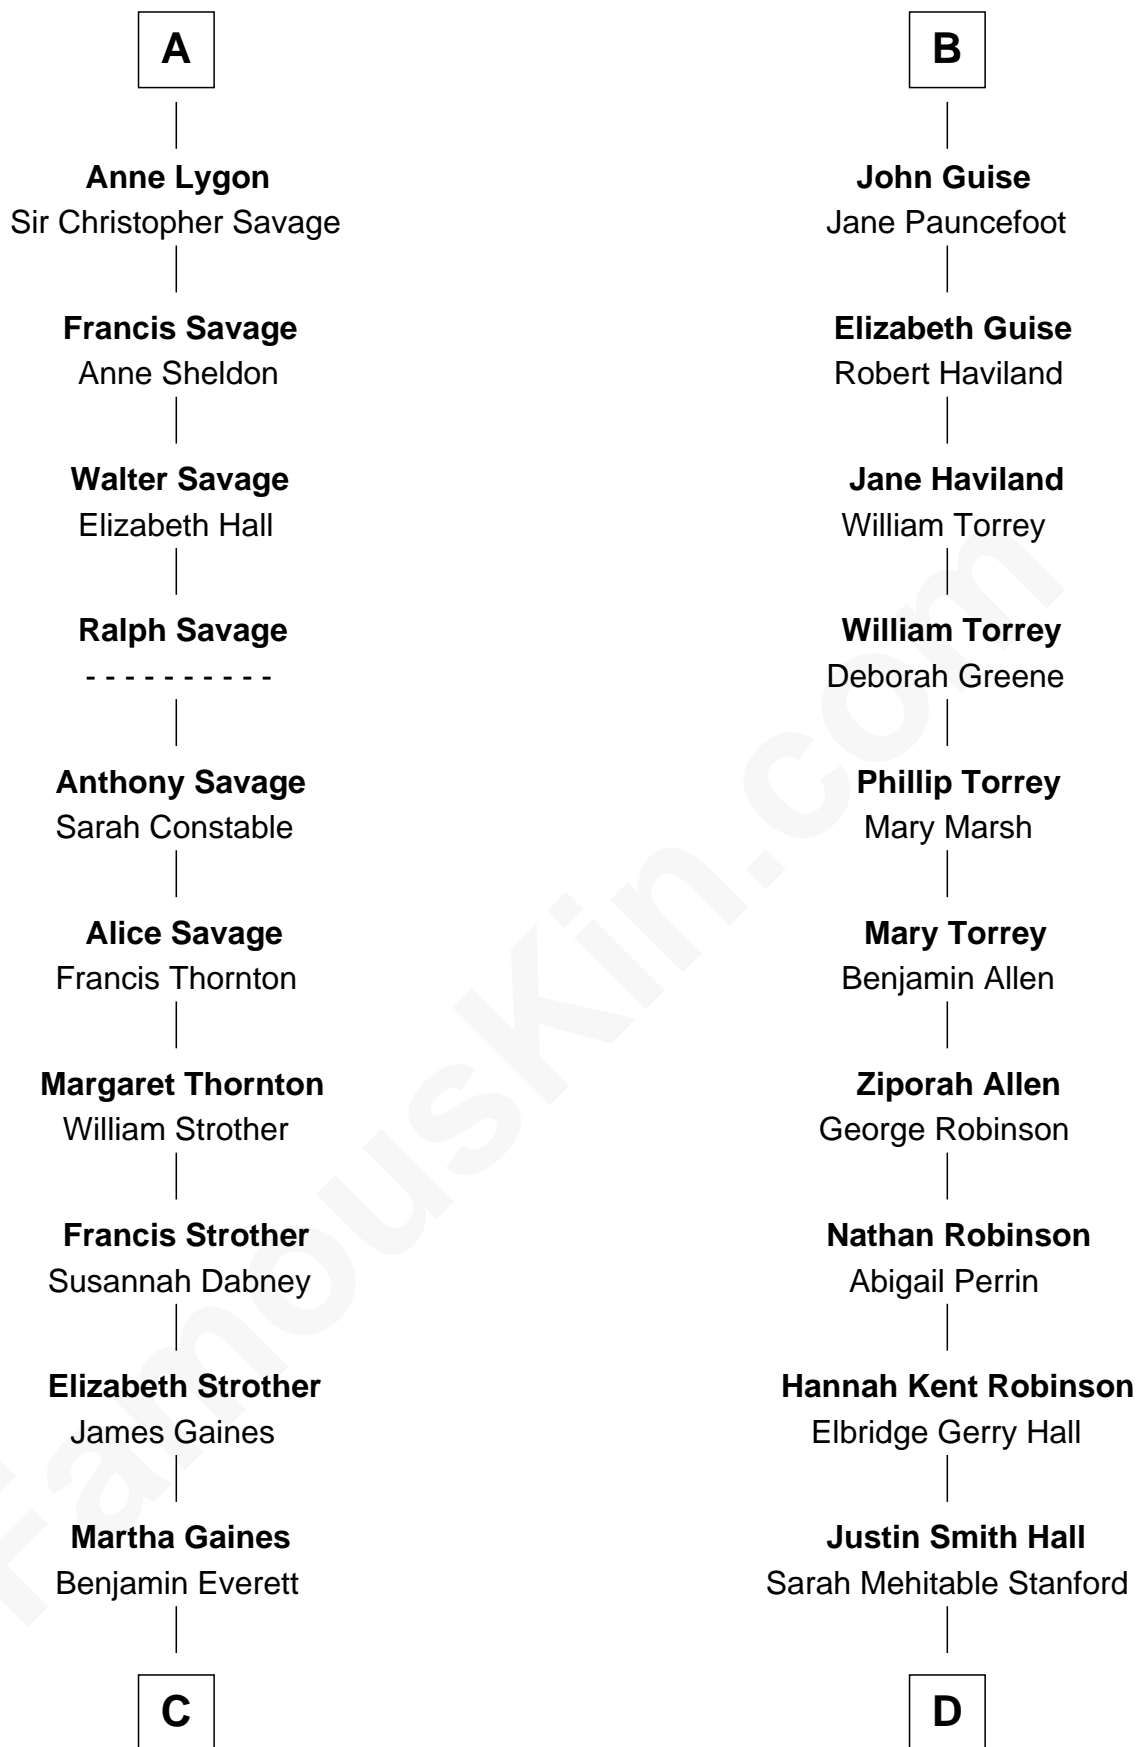 A
Anne Lygon
Sir Christopher Savage
Francis Savage
Anne Sheldon
Walter Savage
Elizabeth Hall
Ralph Savage
- - - - - - - - - -
Anthony Savage
Sarah Constable
Alice Savage
Francis Thornton
Margaret Thornton
William Strother
Francis Strother
Susannah Dabney
Elizabeth Strother
James Gaines
Martha Gaines
Benjamin Everett
C
B
John Guise
Jane Pauncefoot
Elizabeth Guise
Robert Haviland
Jane Haviland
William Torrey
William Torrey
Deborah Greene
Phillip Torrey
Mary Marsh
Mary Torrey
Benjamin Allen
Ziporah Allen
George Robinson
Nathan Robinson
Abigail Perrin
Hannah Kent Robinson
Elbridge Gerry Hall
Justin Smith Hall
Sarah Mehitable Stanford
D
FamousKin.com